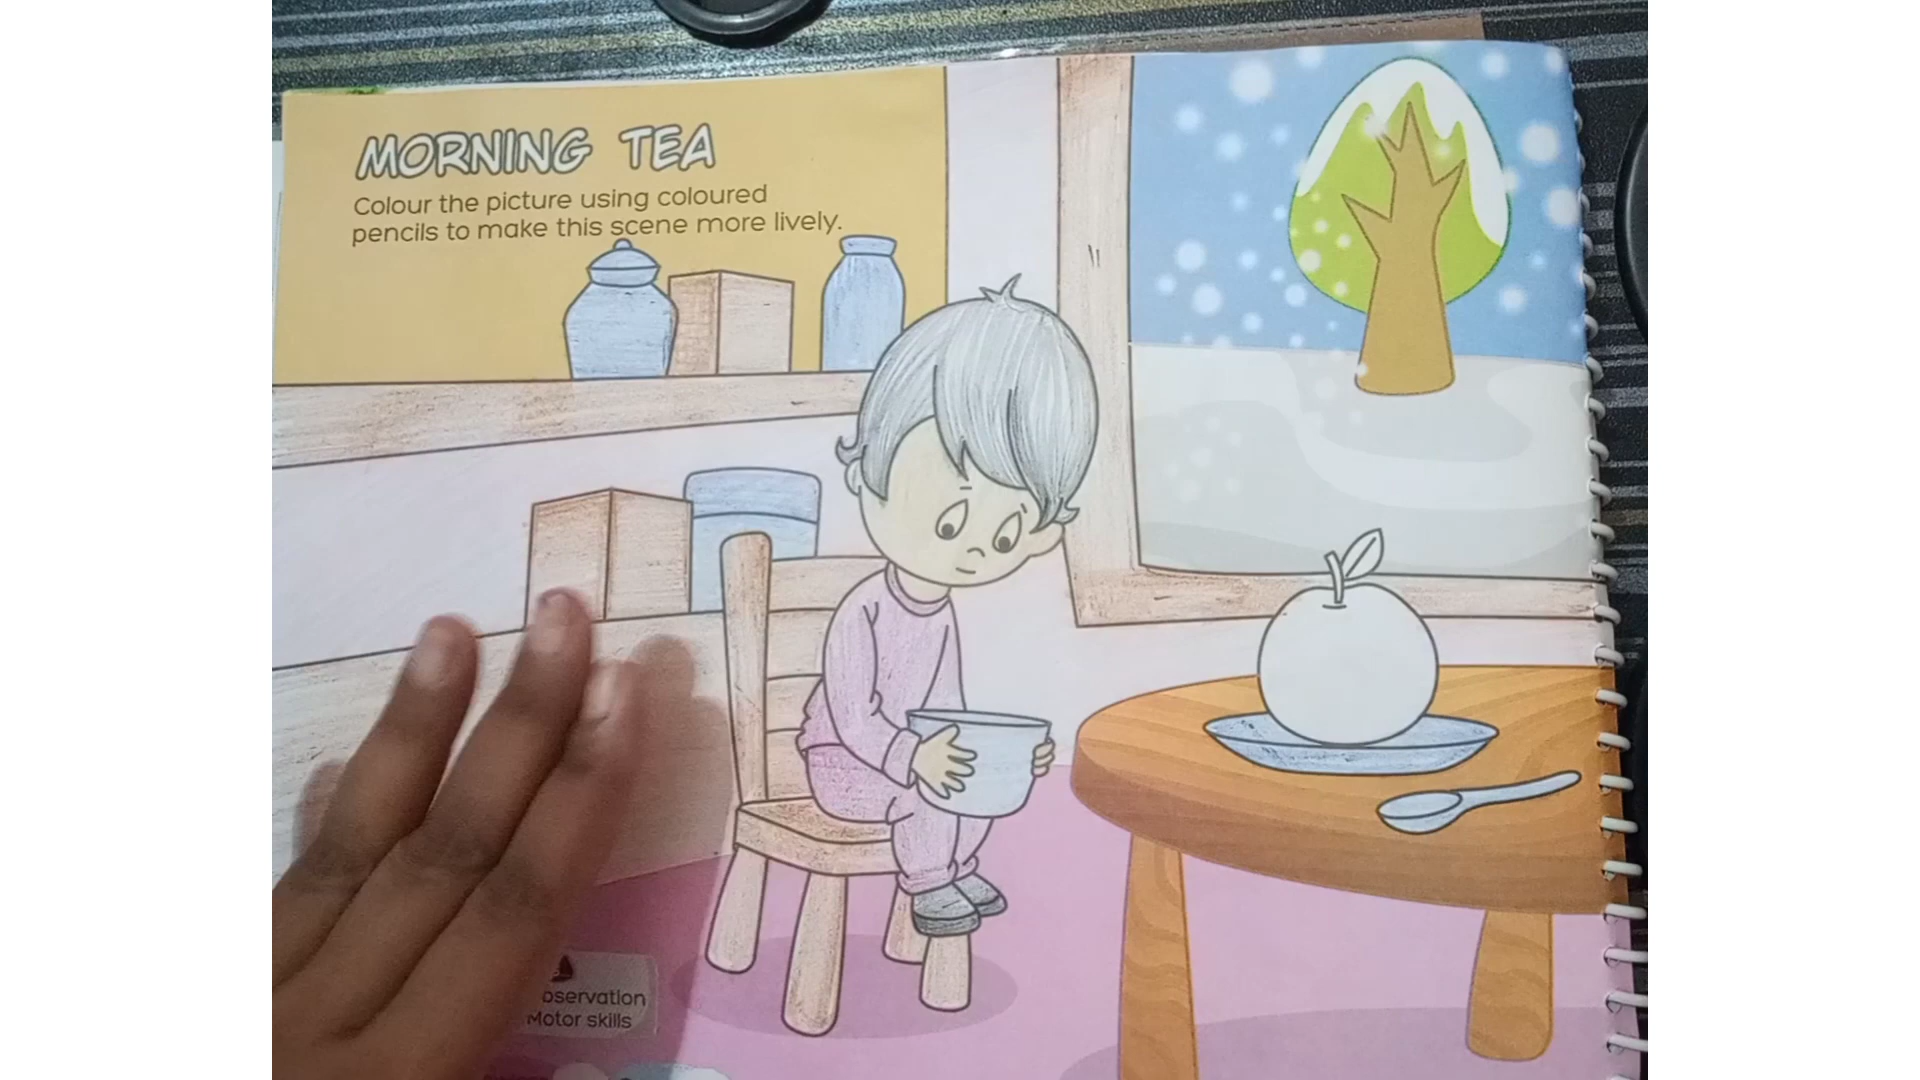 MORNING TEA
Colour the picture using coloured
pencils to make this scene more lively.
Motor skills